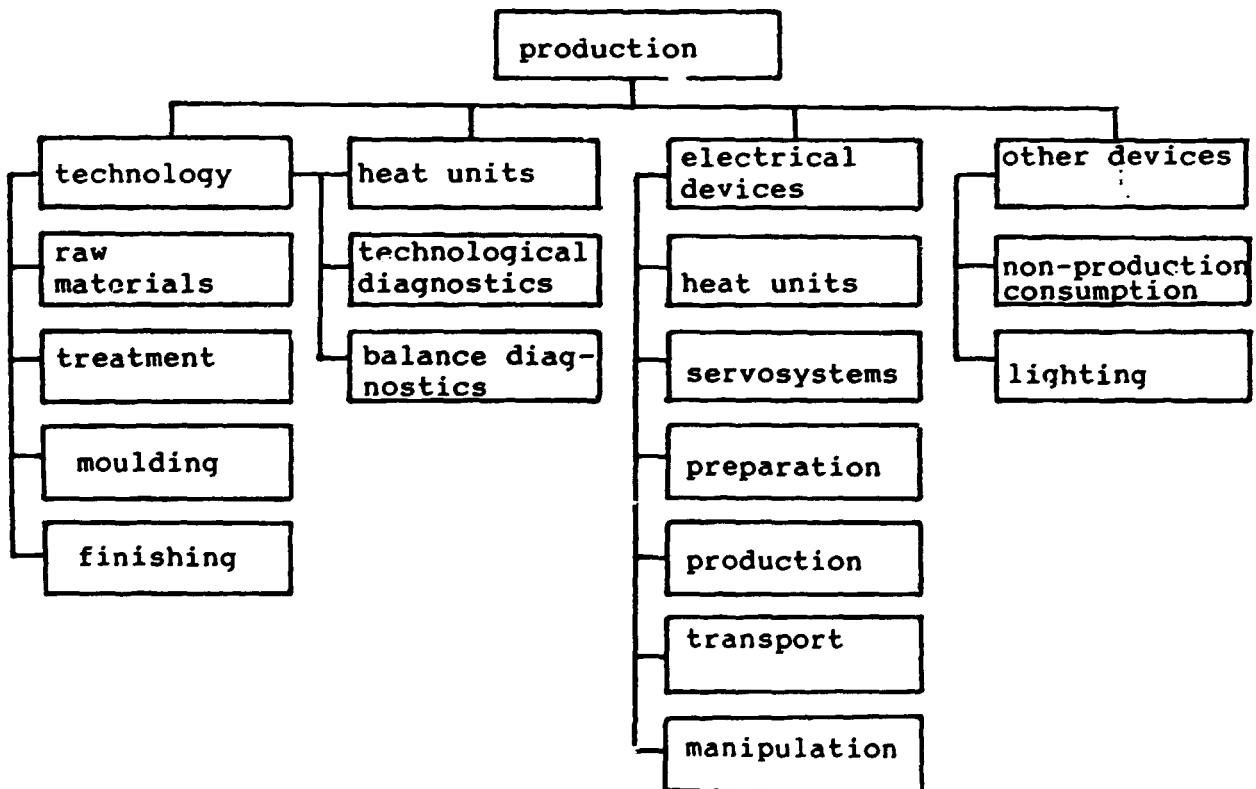 production
technology
raw
materials
treatment
moulding
finishing
heat units
technological
diagnostics
balance diag-
nostics
electrical
devices
heat units
servosystems
preparation
production
transport
manipulation
other devices
non-production
consumption
lighting